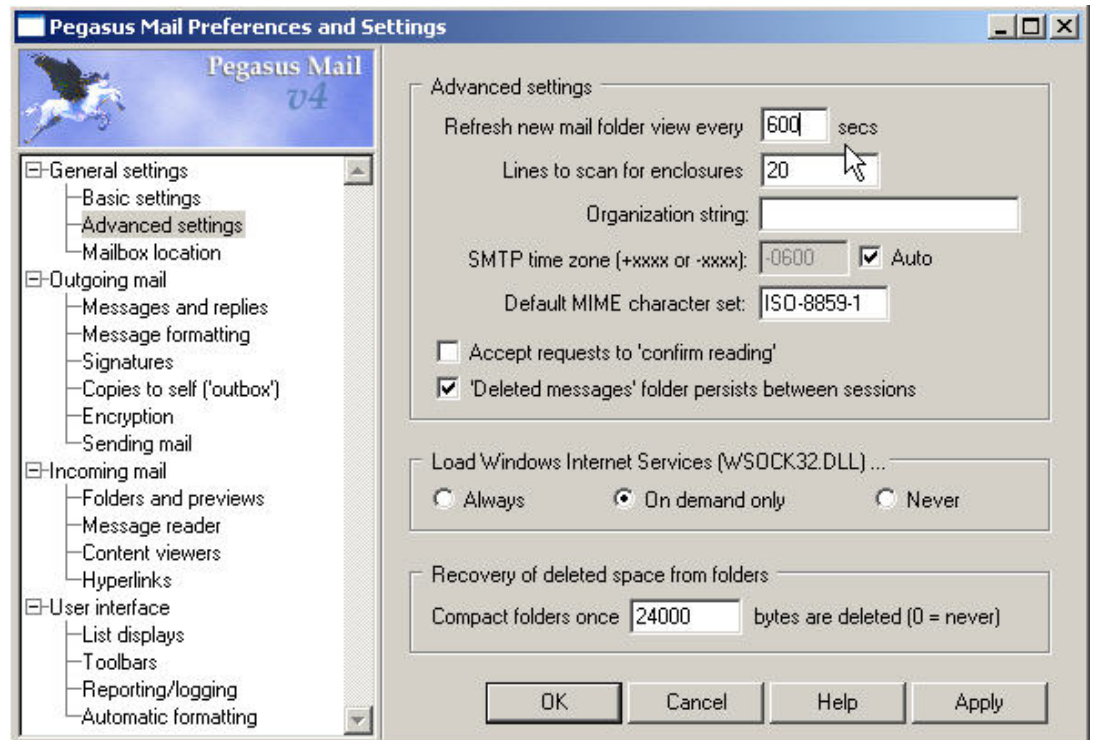 Pegasus Mail Preferences and Settings
Pegasus Mail
v4
General settings
Basic settings
Advanced settings
Mailbox location
Outgoing mail
Messages and replies
Message formatting
Signatures
Copies to self ('outbox')
Encryption
Sending mail
Incoming mail
Folders and previews
Message reader
Content viewers
Hyperlinks
User interface
List displays
Toolbars
Reporting/logging
Automatic formatting
Advanced settings
Refresh new mail folder view every 600 secs
Lines to scan for enclosures 20
Organization string:
SMTP time zone (+xxxx or -xxxx): -0600 Auto
Default MIME character set: ISO-8859-1
Accept requests to 'confirm reading'
'Deleted messages' folder persists between sessions
Load Windows Internet Services (WSOCK32.DLL) ...
Always On demand only Never
Recovery of deleted space from folders
Compact folders once 24000 bytes are deleted (0 = never)
OK Cancel Help Apply